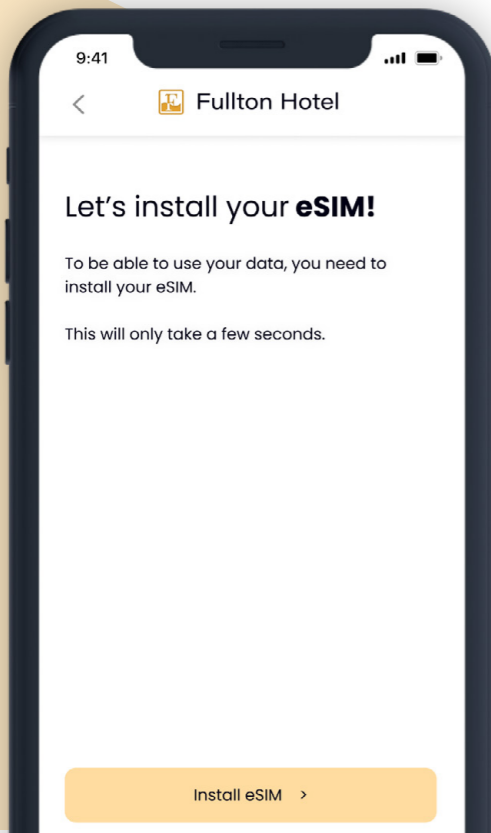 9:41
Fullton Hotel
Let's install your eSIM!
To be able to use your data, you need to
install your eSIM.
This will only take a few seconds.
Install eSIM >